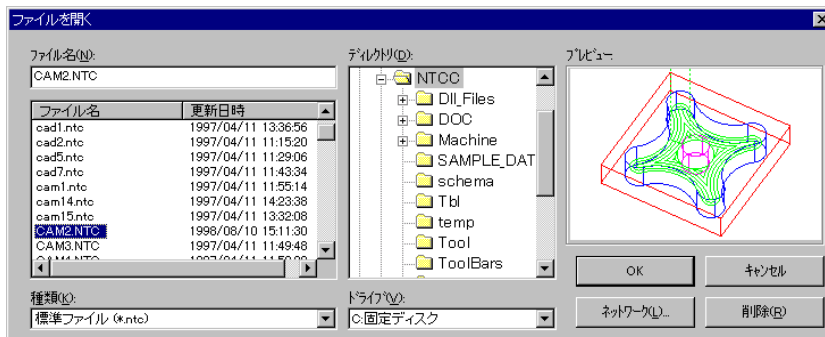 ファイルを開く
ファイル名(N):
CAM2.NTC
ファイル名 更新日時
cad1.ntc 1997/04/11 13:36:56
cad2.ntc 1997/04/11 11:15:20
cad5.ntc 1997/04/11 11:29:06
cad7.ntc 1997/04/11 11:43:34
cam1.ntc 1997/04/11 11:55:14
cam14.ntc 1997/04/11 14:23:38
cam15.ntc 1997/04/11 13:32:08
CAM2.NTC 1998/08/10 15:11:30
CAM3.NTC 1997/04/11 11:49:48
種類(K):
標準ファイル (*.ntc)
ディレクトリ(D):
NTCC
Dll_Files
DOC
Machine
SAMPLE_DAT
schema
Tbl
temp
Tool
ToolBars
ドライブ(V):
C:固定ディスク
プレビュー:
OK
キャンセル
ネットワーク(L)...
削除(R)